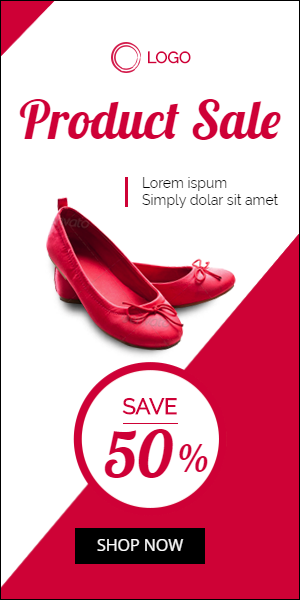 LOGO
Product Sale
Lorem ispum
Simply dolar sit amet
SAVE
50%
SHOP NOW